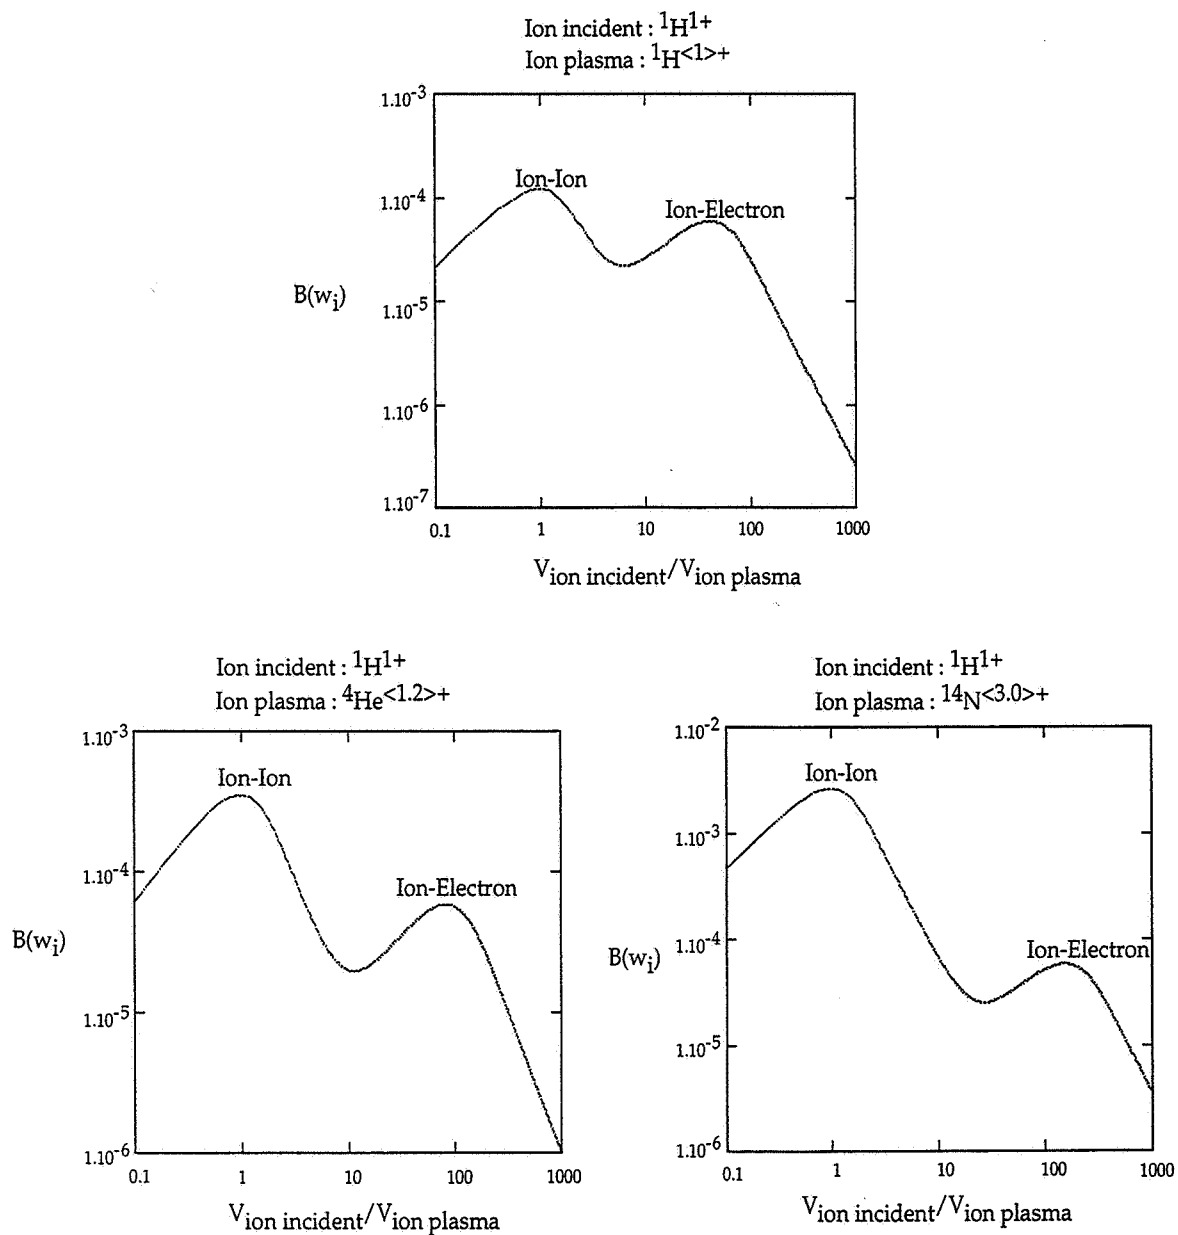 Ion incident : ¹H¹⁺
Ion plasma : ¹H<1>+
1.10⁻³
1.10⁻⁴
1.10⁻⁵
1.10⁻⁶
1.10⁻⁷
B(wᵢ)
Ion-Ion
Ion-Electron
0.1 1 10 100 1000
Vion incident/Vion plasma
Ion incident : ¹H¹⁺
Ion plasma : ⁴He<1.2>+
1.10⁻³
1.10⁻⁴
1.10⁻⁵
1.10⁻⁶
B(wᵢ)
Ion-Ion
Ion-Electron
0.1 1 10 100 1000
Vion incident/Vion plasma
Ion incident : ¹H¹⁺
Ion plasma : ¹⁴N<3.0>+
1.10⁻²
1.10⁻³
1.10⁻⁴
1.10⁻⁵
1.10⁻⁶
B(wᵢ)
Ion-Ion
Ion-Electron
0.1 1 10 100 1000
Vion incident/Vion plasma